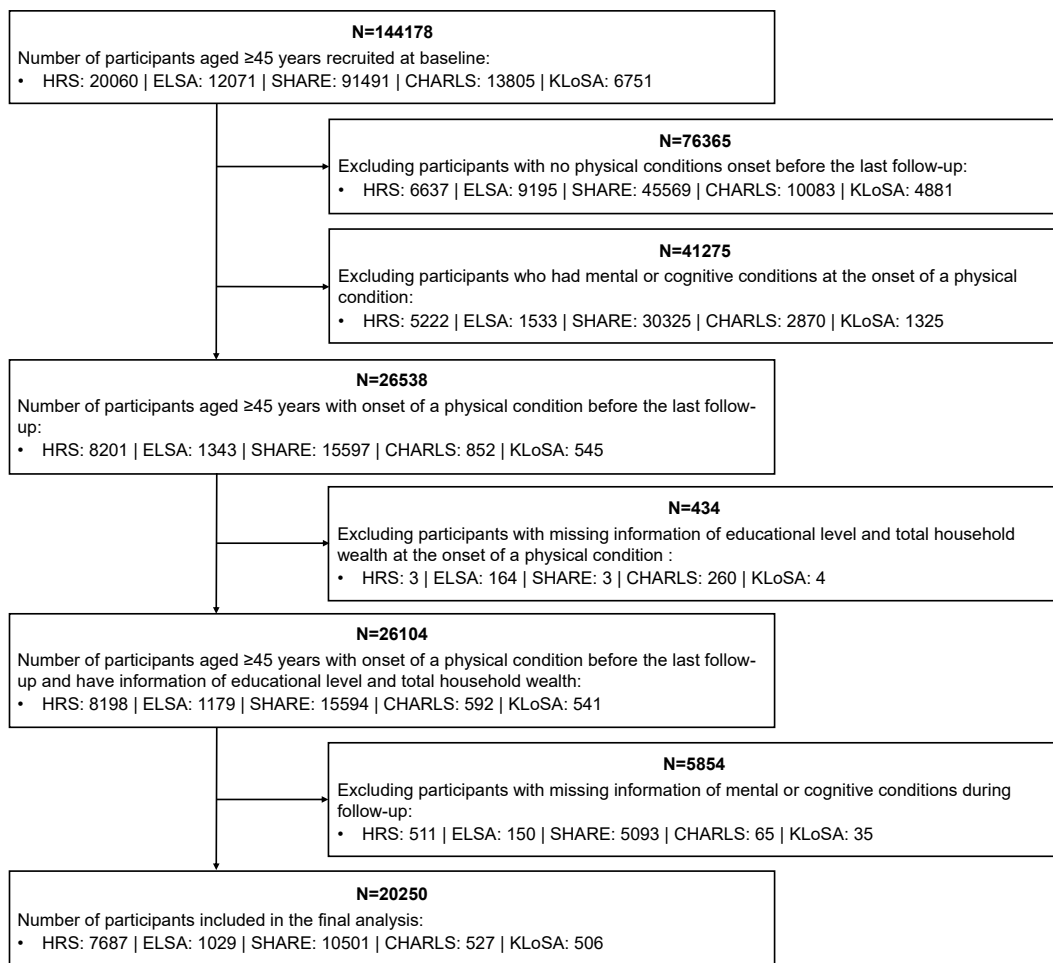 N=144178
Number of participants aged ≥45 years recruited at baseline:
• HRS: 20060 | ELSA: 12071 | SHARE: 91491 | CHARLS: 13805 | KLoSA: 6751
N=76365
Excluding participants with no physical conditions onset before the last follow-up:
• HRS: 6637 | ELSA: 9195 | SHARE: 45569 | CHARLS: 10083 | KLoSA: 4881
N=41275
Excluding participants who had mental or cognitive conditions at the onset of a physical
condition:
• HRS: 5222 | ELSA: 1533 | SHARE: 30325 | CHARLS: 2870 | KLoSA: 1325
N=26538
Number of participants aged ≥45 years with onset of a physical condition before the last follow-
up:
• HRS: 8201 | ELSA: 1343 | SHARE: 15597 | CHARLS: 852 | KLoSA: 545
N=434
Excluding participants with missing information of educational level and total household
wealth at the onset of a physical condition :
• HRS: 3 | ELSA: 164 | SHARE: 3 | CHARLS: 260 | KLoSA: 4
N=26104
Number of participants aged ≥45 years with onset of a physical condition before the last follow-
up and have information of educational level and total household wealth:
• HRS: 8198 | ELSA: 1179 | SHARE: 15594 | CHARLS: 592 | KLoSA: 541
N=5854
Excluding participants with missing information of mental or cognitive conditions during
follow-up:
• HRS: 511 | ELSA: 150 | SHARE: 5093 | CHARLS: 65 | KLoSA: 35
N=20250
Number of participants included in the final analysis:
• HRS: 7687 | ELSA: 1029 | SHARE: 10501 | CHARLS: 527 | KLoSA: 506